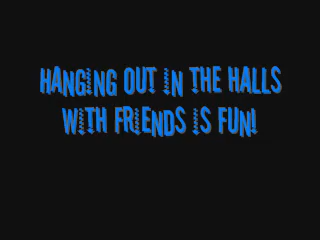 HANGING OUT IN THE HALLS
WITH FRIENDS IS FUN!